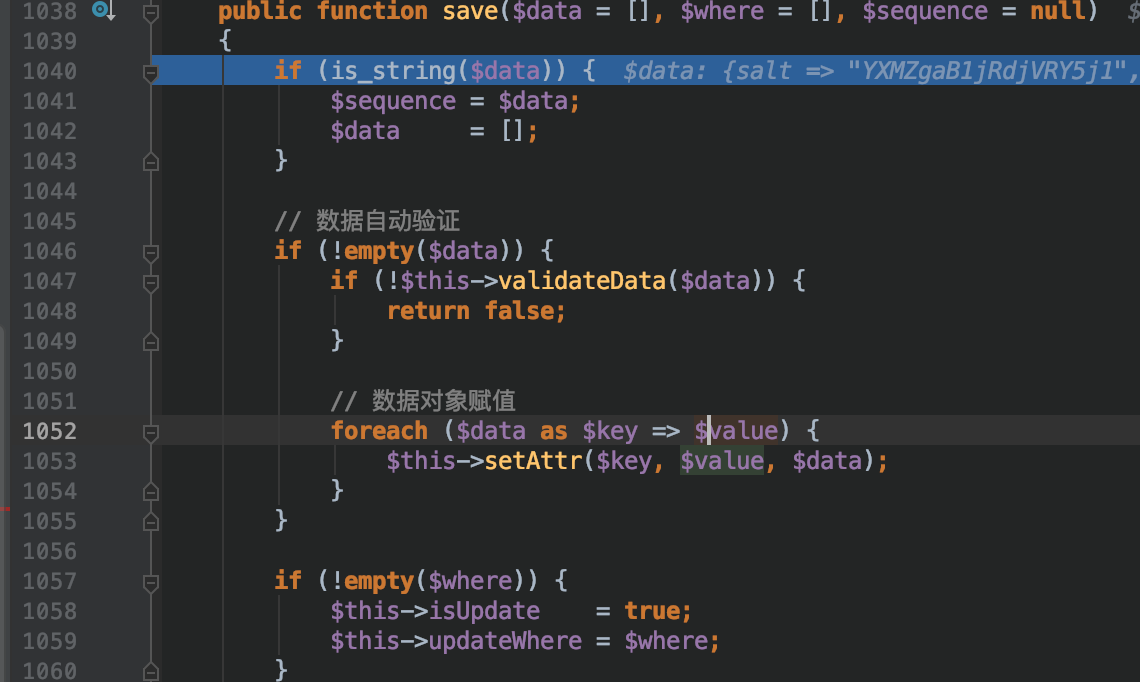 1038 public function save($data = [], $where = [], $sequence = null) $
1039 {
1040 if (is_string($data)) { $data: {salt => "YXMZgaB1jRdjVRY5j1",
1041 $sequence = $data;
1042 $data = [];
1043 }
1044
1045 // 数据自动验证
1046 if (!empty($data)) {
1047 if (!$this->validateData($data)) {
1048 return false;
1049 }
1050
1051 // 数据对象赋值
1052 foreach ($data as $key => $value) {
1053 $this->setAttr($key, $value, $data);
1054 }
1055 }
1056
1057 if (!empty($where)) {
1058 $this->isUpdate = true;
1059 $this->updateWhere = $where;
1060 }